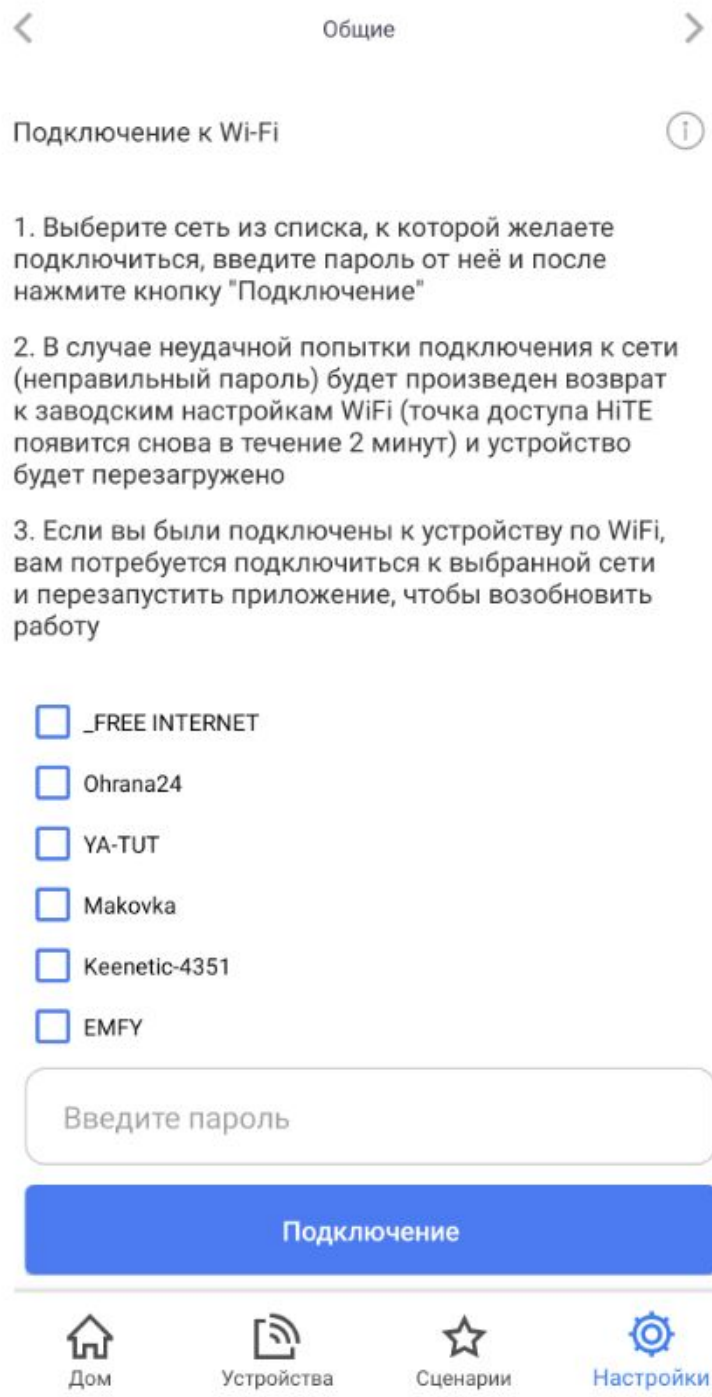 Общие
Подключение к Wi-Fi
1. Выберите сеть из списка, к которой желаете
подключиться, введите пароль от неё и после
нажмите кнопку "Подключение"
2. В случае неудачной попытки подключения к сети
(неправильный пароль) будет произведен возврат
к заводским настройкам WiFi (точка доступа HiTE
появится снова в течение 2 минут) и устройство
будет перезагружено
3. Если вы были подключены к устройству по WiFi,
вам потребуется подключиться к выбранной сети
и перезапустить приложение, чтобы возобновить
работу
_FREE INTERNET
Ohrana24
YA-TUT
Makovka
Keenetic-4351
EMFY
Введите пароль
Подключение
Дом Устройства Сценарии Настройки